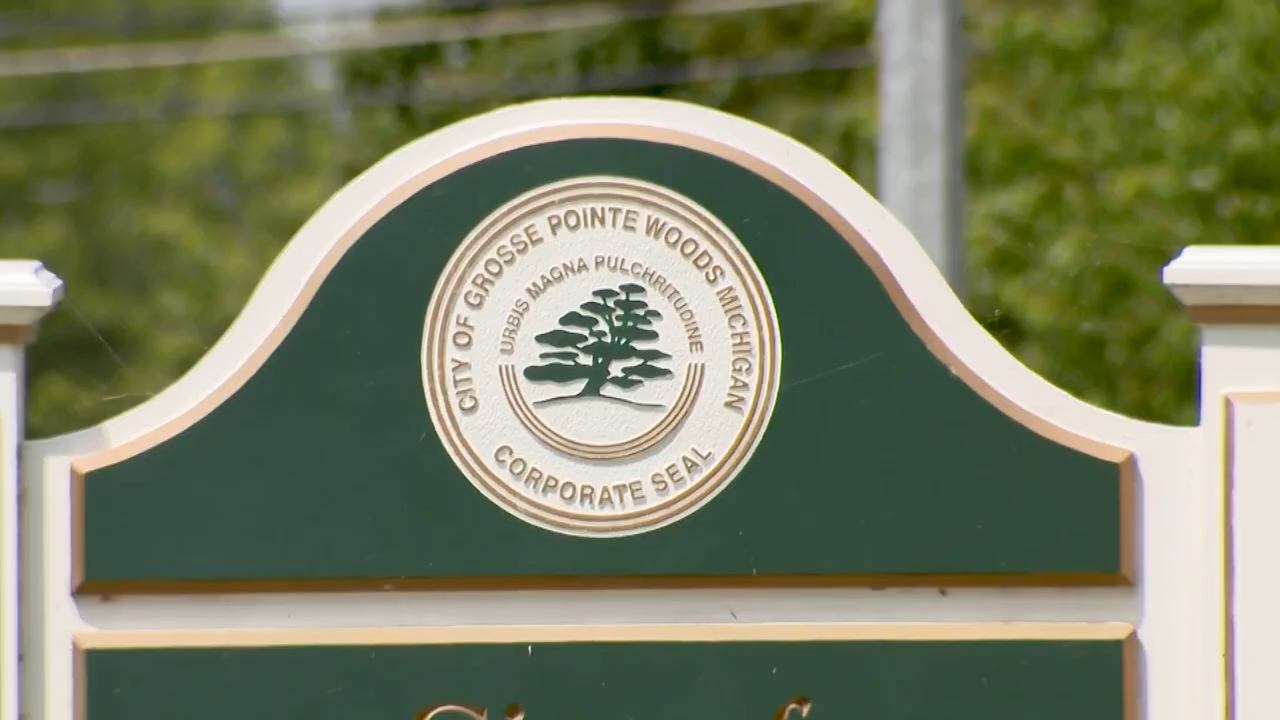 CITY OF GROSSE POINTE WOODS MICHIGAN
URBIS MAGNA PULCHRITUDINE
CORPORATE SEAL